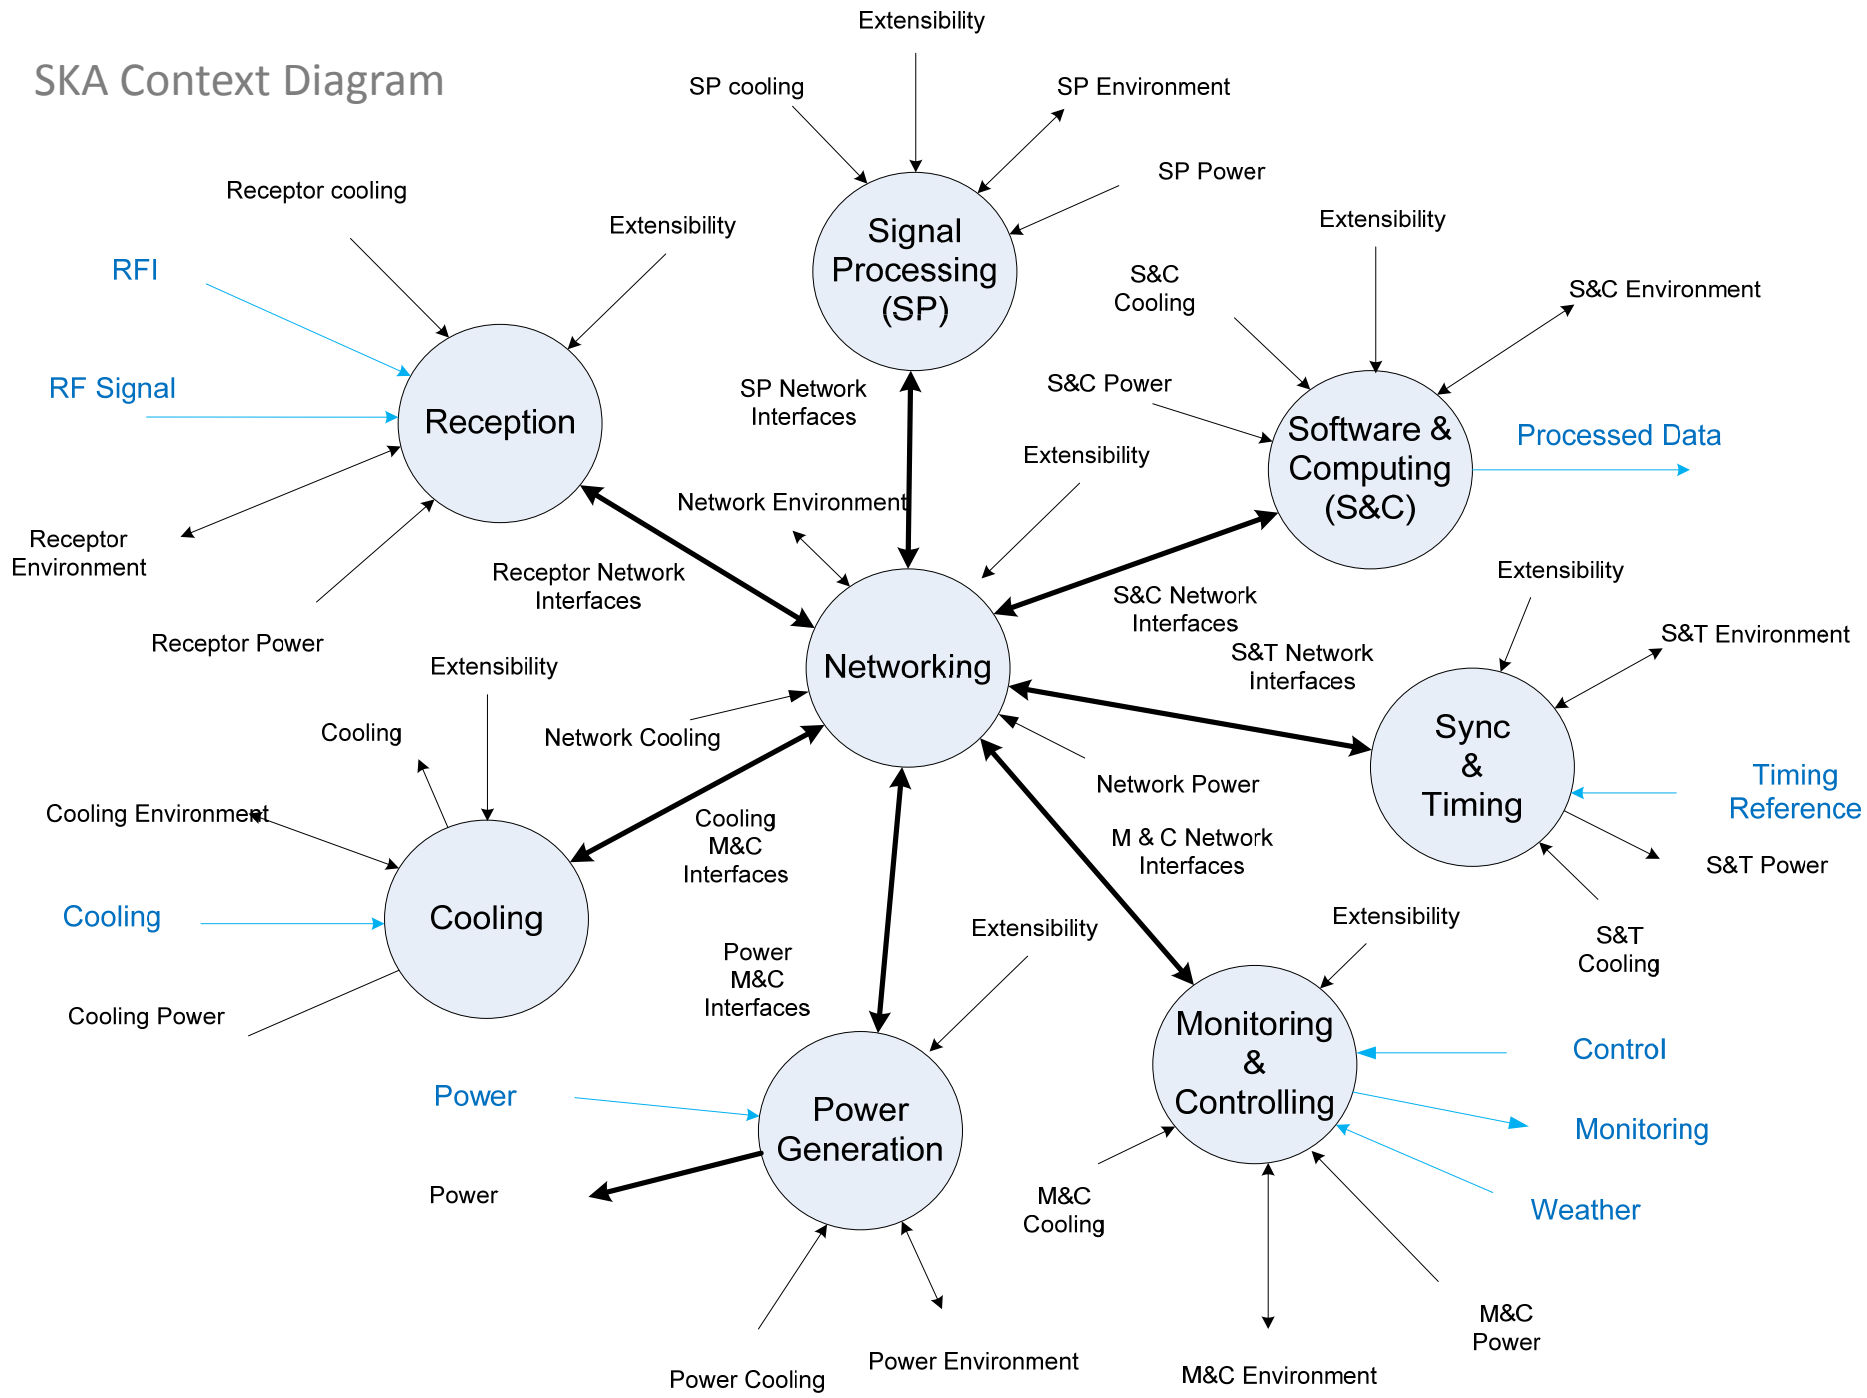 SKA Context Diagram
Extensibility
SP cooling
SP Environment
SP Power
Signal
Processing
(SP)
Receptor cooling
Extensibility
RFI
RF Signal
Reception
Receptor
Environment
Receptor Power
Receptor Network
Interfaces
SP Network
Interfaces
Extensibility
S&C
Cooling
S&C Environment
S&C Power
Software &
Computing
(S&C)
Processed Data
Network Environment
Extensibility
Networking
S&C Network
Interfaces
S&T Network
Interfaces
Extensibility
S&T Environment
Sync
&
Timing
Timing
Reference
S&T Power
S&T
Cooling
Network Cooling
Network Power
M & C Network
Interfaces
Extensibility
Cooling
Cooling Environment
Cooling
Cooling
Cooling Power
Cooling
M&C
Interfaces
Power
M&C
Interfaces
Extensibility
Power
Power
Generation
Power
Power Cooling
Power Environment
Extensibility
Monitoring
&
Controlling
Control
Monitoring
Weather
M&C
Cooling
M&C Environment
M&C
Power